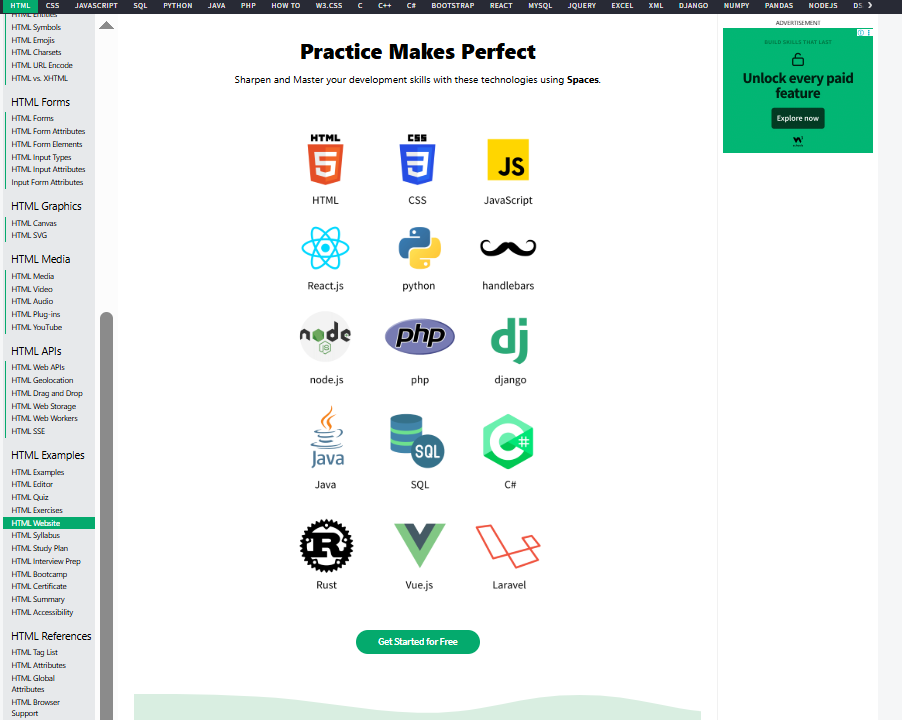 HTML CSS JAVASCRIPT SQL PYTHON JAVA PHP HOW TO W3.CSS C C++ C# BOOTSTRAP REACT MYSQL JQUERY EXCEL XML DJANGO NUMPY PANDAS NODEJS DS
HTML Entities
HTML Symbols
HTML Emojis
HTML Charsets
HTML URL Encode
HTML vs. XHTML
HTML Forms
HTML Forms
HTML Form Attributes
HTML Form Elements
HTML Input Types
HTML Input Attributes
Input Form Attributes
HTML Graphics
HTML Canvas
HTML SVG
HTML Media
HTML Media
HTML Video
HTML Audio
HTML Plug-ins
HTML YouTube
HTML APIs
HTML Web APIs
HTML Geolocation
HTML Drag and Drop
HTML Web Storage
HTML Web Workers
HTML SSE
HTML Examples
HTML Examples
HTML Editor
HTML Quiz
HTML Exercises
HTML Website
HTML Syllabus
HTML Study Plan
HTML Interview Prep
HTML Bootcamp
HTML Certificate
HTML Summary
HTML Accessibility
HTML References
HTML Tag List
HTML Attributes
HTML Global
Attributes
HTML Browser
Support
Practice Makes Perfect
Sharpen and Master your development skills with these technologies using Spaces.
HTML CSS
5 3 JS
HTML CSS JavaScript
React.js python handlebars
node php dj
JS
node.js php django
Java SQL C#
Java SQL C#
R
Rust Vue.js Laravel
Get Started for Free
ADVERTISEMENT
BUILD SKILLS THAT LAST
Unlock every paid
feature
Explore now